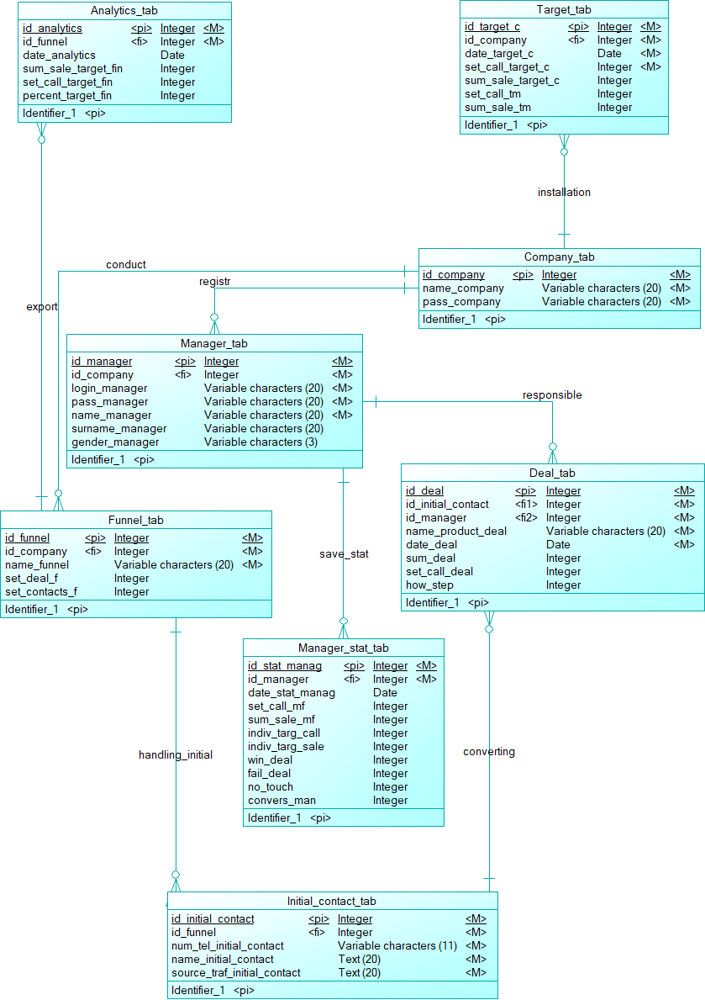 Analytics_tab
id_analytics <pi> Integer <M>
id_funnel <fi> Integer <M>
date_analytics Date
sum_sale_target_fin Integer
set_call_target_fin Integer
percent_target_fin Integer
Identifier_1 <pi>
Target_tab
id_target_c <pi> Integer <M>
id_company <fi> Integer <M>
date_target_c Date <M>
set_call_target_c Integer <M>
sum_sale_target_c Integer
set_call_tm Integer
sum_sale_tm Integer
Identifier_1 <pi>
installation
Company_tab
id_company <pi> Integer <M>
name_company Variable characters (20) <M>
pass_company Variable characters (20) <M>
Identifier_1 <pi>
conduct
registr
export
Manager_tab
id_manager <pi> Integer <M>
id_company <fi> Integer <M>
login_manager Variable characters (20) <M>
pass_manager Variable characters (20) <M>
name_manager Variable characters (20) <M>
surname_manager Variable characters (20)
gender_manager Variable characters (3)
Identifier_1 <pi>
responsible
Deal_tab
id_deal <pi> Integer <M>
id_initial_contact <fi1> Integer <M>
id_manager <fi2> Integer <M>
name_product_deal Variable characters (20) <M>
date_deal Date <M>
sum_deal Integer
set_call_deal Integer
how_step Integer
Identifier_1 <pi>
Funnel_tab
id_funnel <pi> Integer <M>
id_company <fi> Integer <M>
name_funnel Variable characters (20) <M>
set_deal_f Integer
set_contacts_f Integer
Identifier_1 <pi>
save_stat
Manager_stat_tab
id_stat_manag <pi> Integer <M>
id_manager <fi> Integer <M>
date_stat_manag Date
set_call_mf Integer
sum_sale_mf Integer
indiv_targ_call Integer
indiv_targ_sale Integer
win_deal Integer
fail_deal Integer
no_touch Integer
convers_man Integer
Identifier_1 <pi>
handling_initial
converting
Initial_contact_tab
id_initial_contact <pi> Integer <M>
id_funnel <fi> Integer <M>
num_tel_initial_contact Variable characters (11) <M>
name_initial_contact Text (20) <M>
source_traf_initial_contact Text (20) <M>
Identifier_1 <pi>